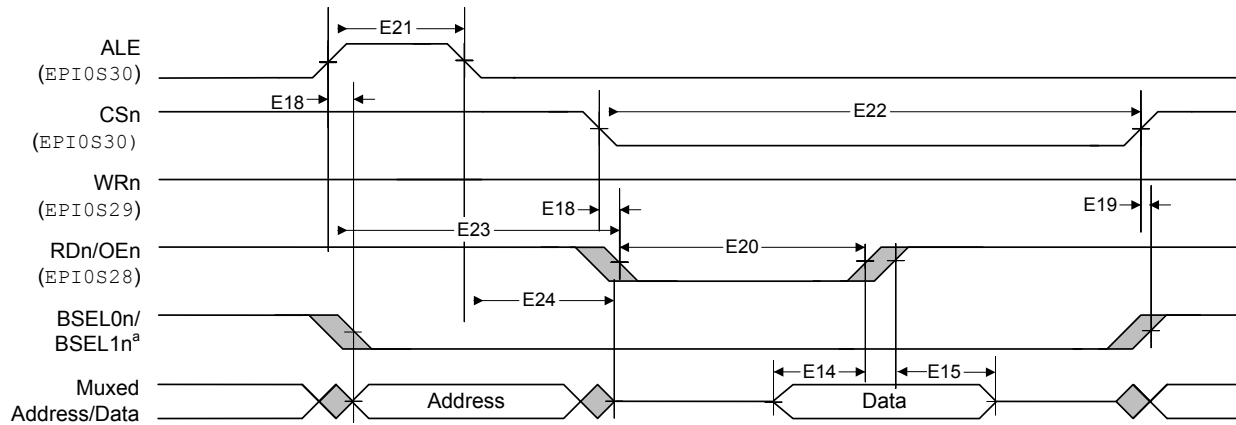 E21
ALE
(EPI0S30)
E18
CSn
(EPI0S30)
E22
WRn
(EPI0S29)
E18
E19
E23
RDn/OEn
(EPI0S28)
E20
E24
BSEL0n/
BSEL1nᵃ
E14
E15
Muxed
Address/Data
Address
Data